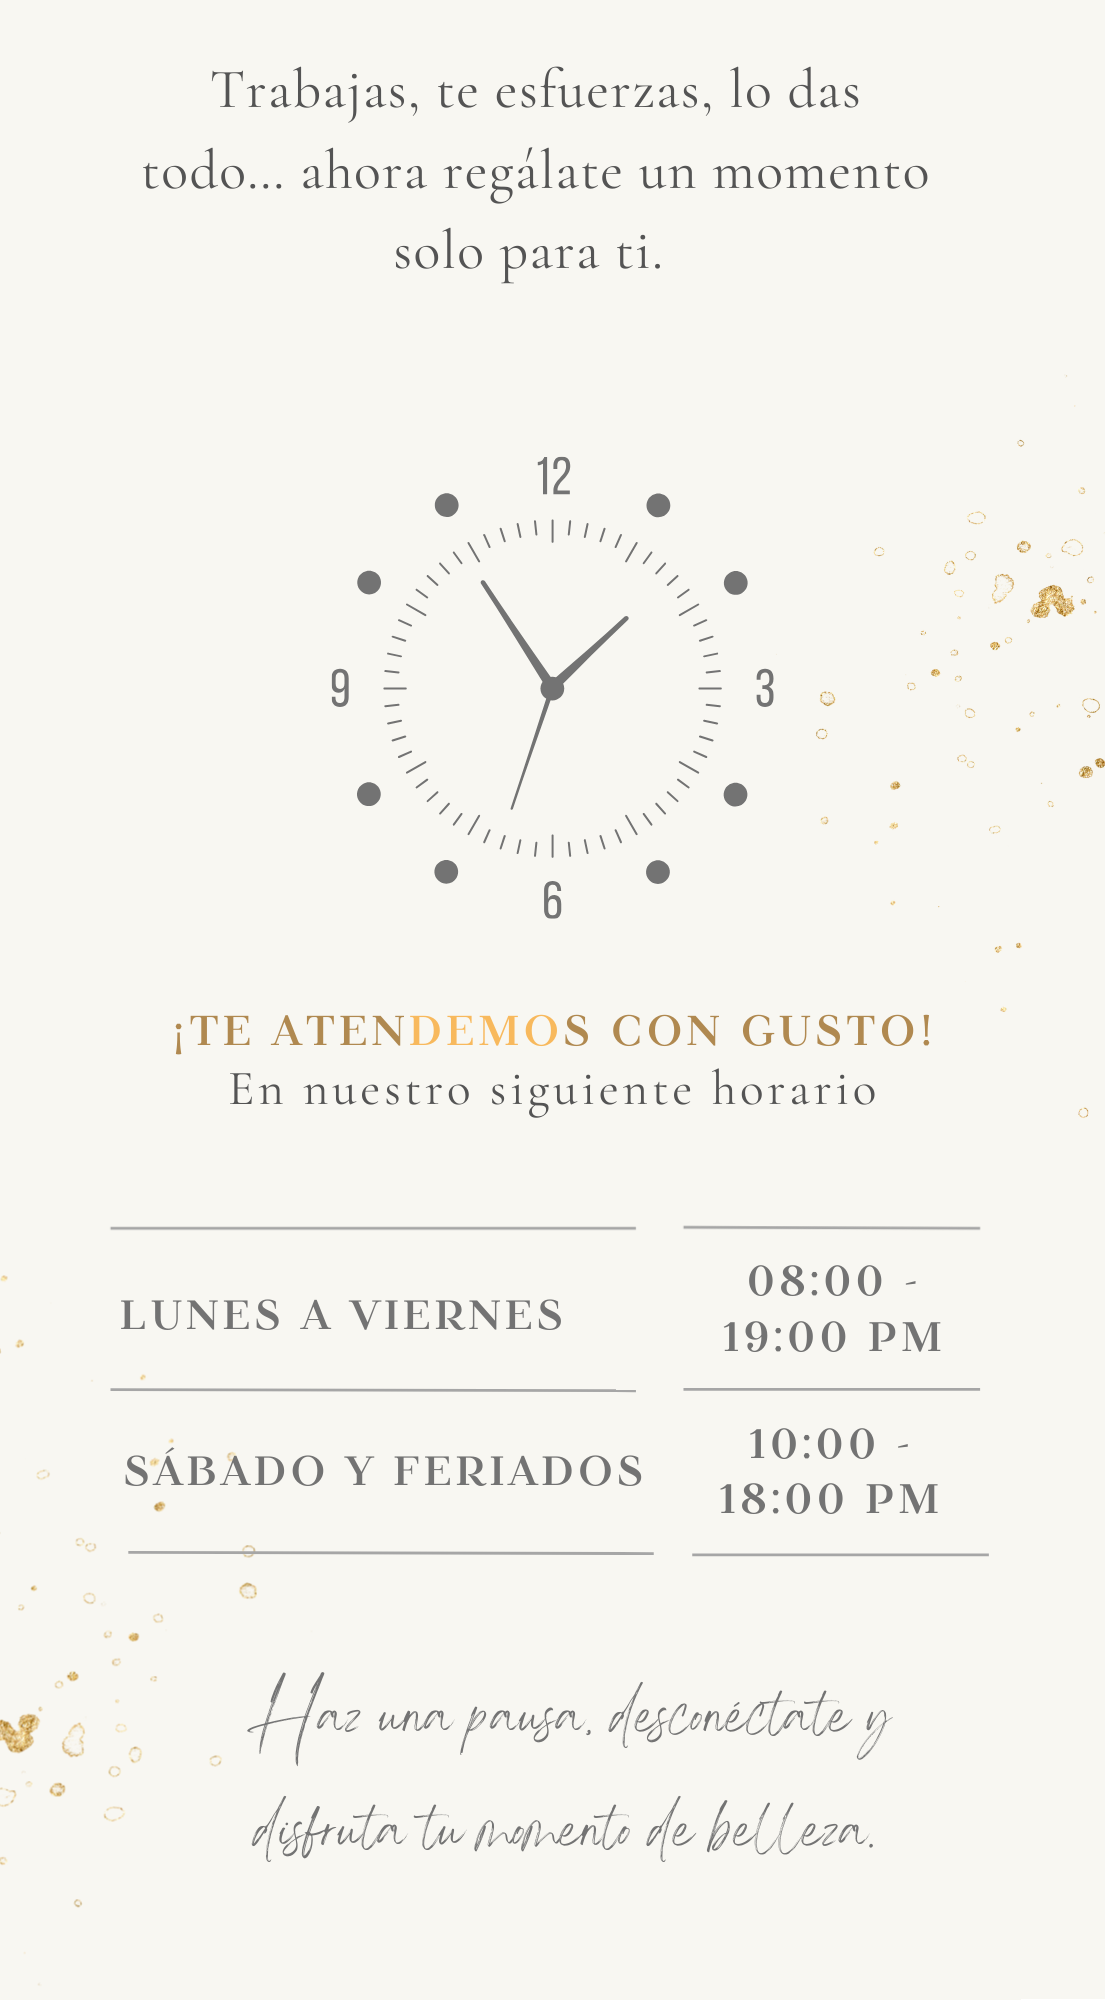 Trabajas, te esfuerzas, lo das
todo... ahora regálate un momento
solo para ti.
12
9
3
6
¡TE ATENDEMOS CON GUSTO!
En nuestro siguiente horario
LUNES A VIERNES
08:00 -
19:00 PM
SÁBADO Y FERIADOS
10:00 -
18:00 PM
Haz una pausa, desconéctate y
disfruta tu momento de belleza.